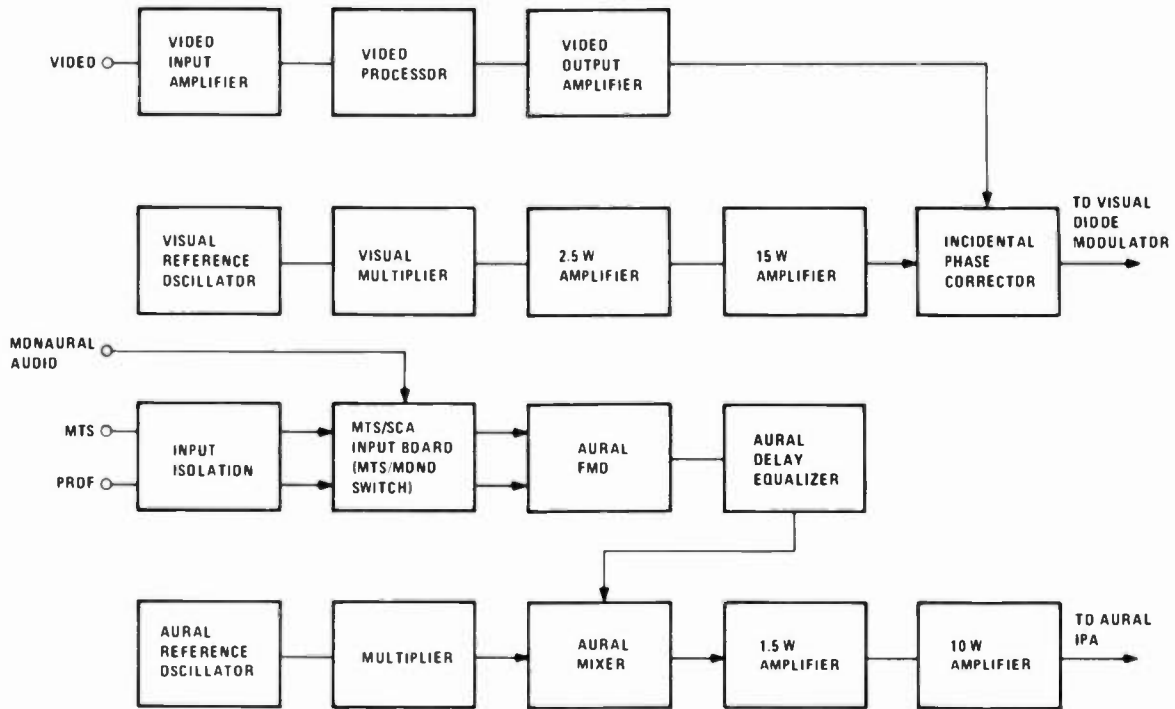 VIDEO
VIDEO
INPUT
AMPLIFIER
VIDEO
PROCESSOR
VIDEO
OUTPUT
AMPLIFIER
VISUAL
REFERENCE
OSCILLATOR
VISUAL
MULTIPLIER
2.5 W
AMPLIFIER
15 W
AMPLIFIER
INCIDENTAL
PHASE
CORRECTOR
TO VISUAL
DIODE
MODULATOR
MONAURAL
AUDIO
MTS
PROF
INPUT
ISOLATION
MTS/SCA
INPUT BOARD
(MTS/MONO
SWITCH)
AURAL
FMO
AURAL
DELAY
EQUALIZER
AURAL
REFERENCE
OSCILLATOR
MULTIPLIER
AURAL
MIXER
1.5 W
AMPLIFIER
10 W
AMPLIFIER
TO AURAL
IPA